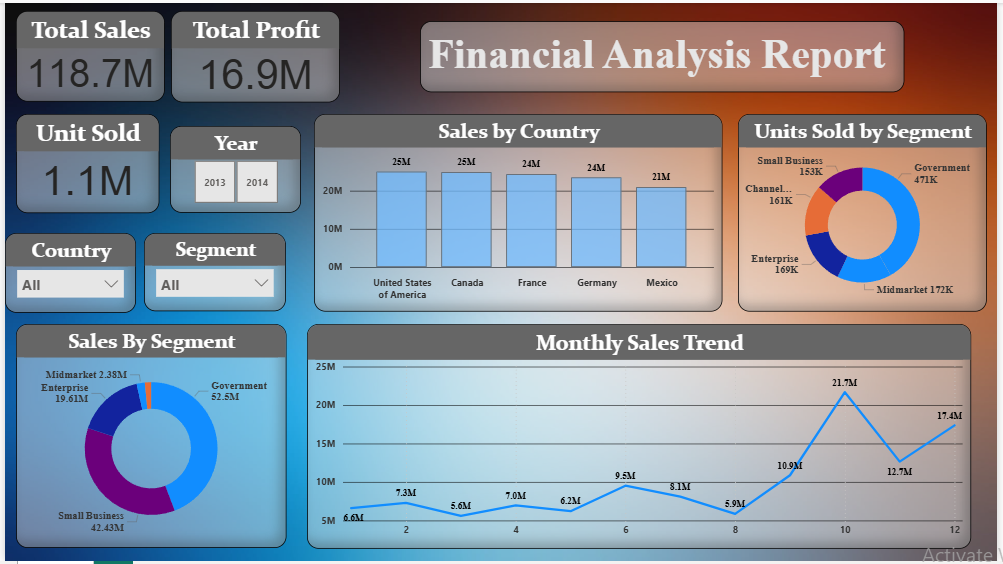 Total Sales
118.7M
Total Profit
16.9M
Financial Analysis Report
Unit Sold
1.1M
Year
2013
2014
Country
All
Segment
All
Sales by Country
25M
25M
24M
24M
21M
20M
10M
0M
United States
of America
Canada
France
Germany
Mexico
Units Sold by Segment
Small Business
153K
Government
471K
Channel...
161K
Enterprise
169K
Midmarket 172K
Sales By Segment
Midmarket 2.38M
Enterprise
19.61M
Government
52.5M
Small Business
42.43M
Monthly Sales Trend
25M
20M
15M
10M
5M
6.6M
7.3M
5.6M
7.0M
6.2M
9.5M
8.1M
5.9M
10.9M
21.7M
12.7M
17.4M
2
4
6
8
10
12
Activate